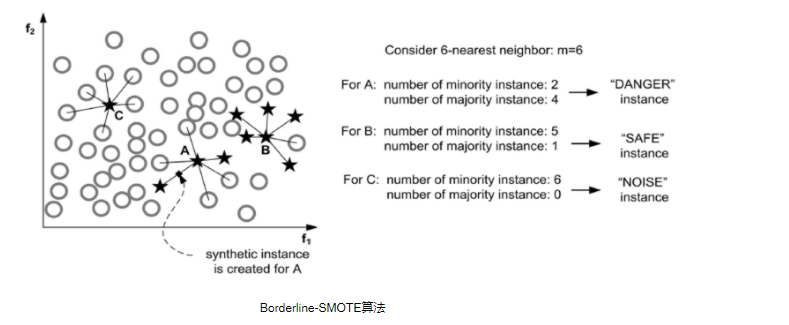 f2
Consider 6-nearest neighbor: m=6
For A: number of minority instance: 2
number of majority instance: 4
"DANGER"
instance
For B: number of minority instance: 5
number of majority instance: 1
"SAFE"
instance
For C: number of minority instance: 6
number of majority instance: 0
"NOISE"
instance
C
A
B
f1
synthetic instance
is created for A
Borderline-SMOTE算法